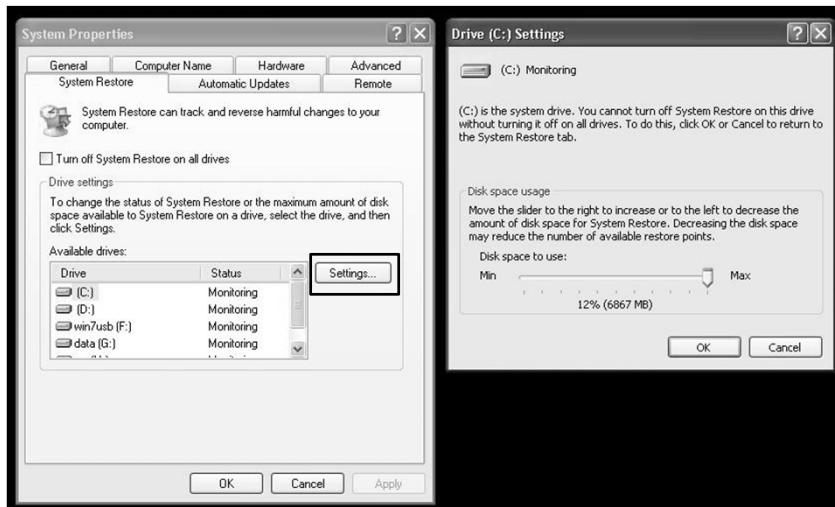 System Properties
General
Computer Name
Hardware
Advanced
System Restore
Automatic Updates
Remote
System Restore can track and reverse harmful changes to your
computer.
Turn off System Restore on all drives
Drive settings
To change the status of System Restore or the maximum amount of disk
space available to System Restore on a drive, select the drive, and then
click Settings.
Available drives:
Drive
Status
(C:)
Monitoring
(D:)
Monitoring
win7usb (F:)
Monitoring
data (G:)
Monitoring
Settings...
OK
Cancel
Apply
Drive (C:) Settings
(C:) Monitoring
(C:) is the system drive. You cannot turn off System Restore on this drive
without turning it off on all drives. To do this, click OK or Cancel to return to
the System Restore tab.
Disk space usage
Move the slider to the right to increase or to the left to decrease the
amount of disk space for System Restore. Decreasing the disk space
may reduce the number of available restore points.
Disk space to use:
Min
Max
12% (6867 MB)
OK
Cancel